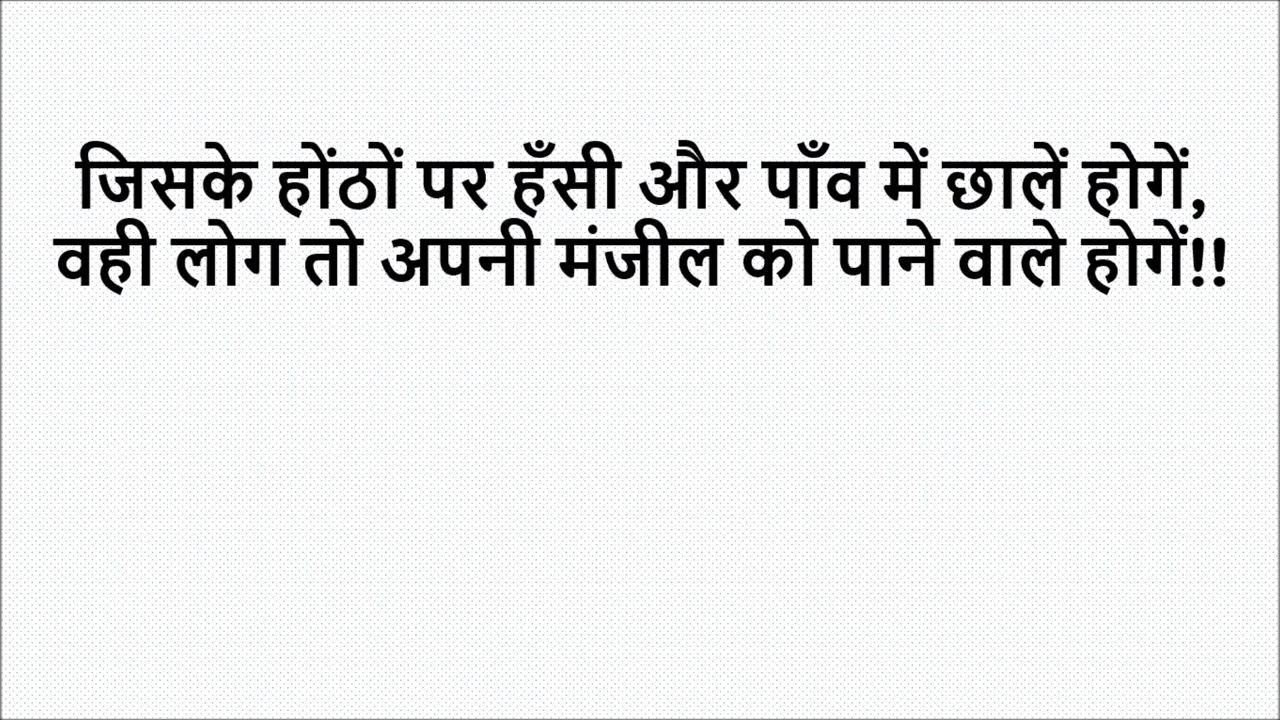 जिसके होंठों पर हँसी और पाँव में छालें होगें,
वही लोग तो अपनी मंजील को पाने वाले होगें!!